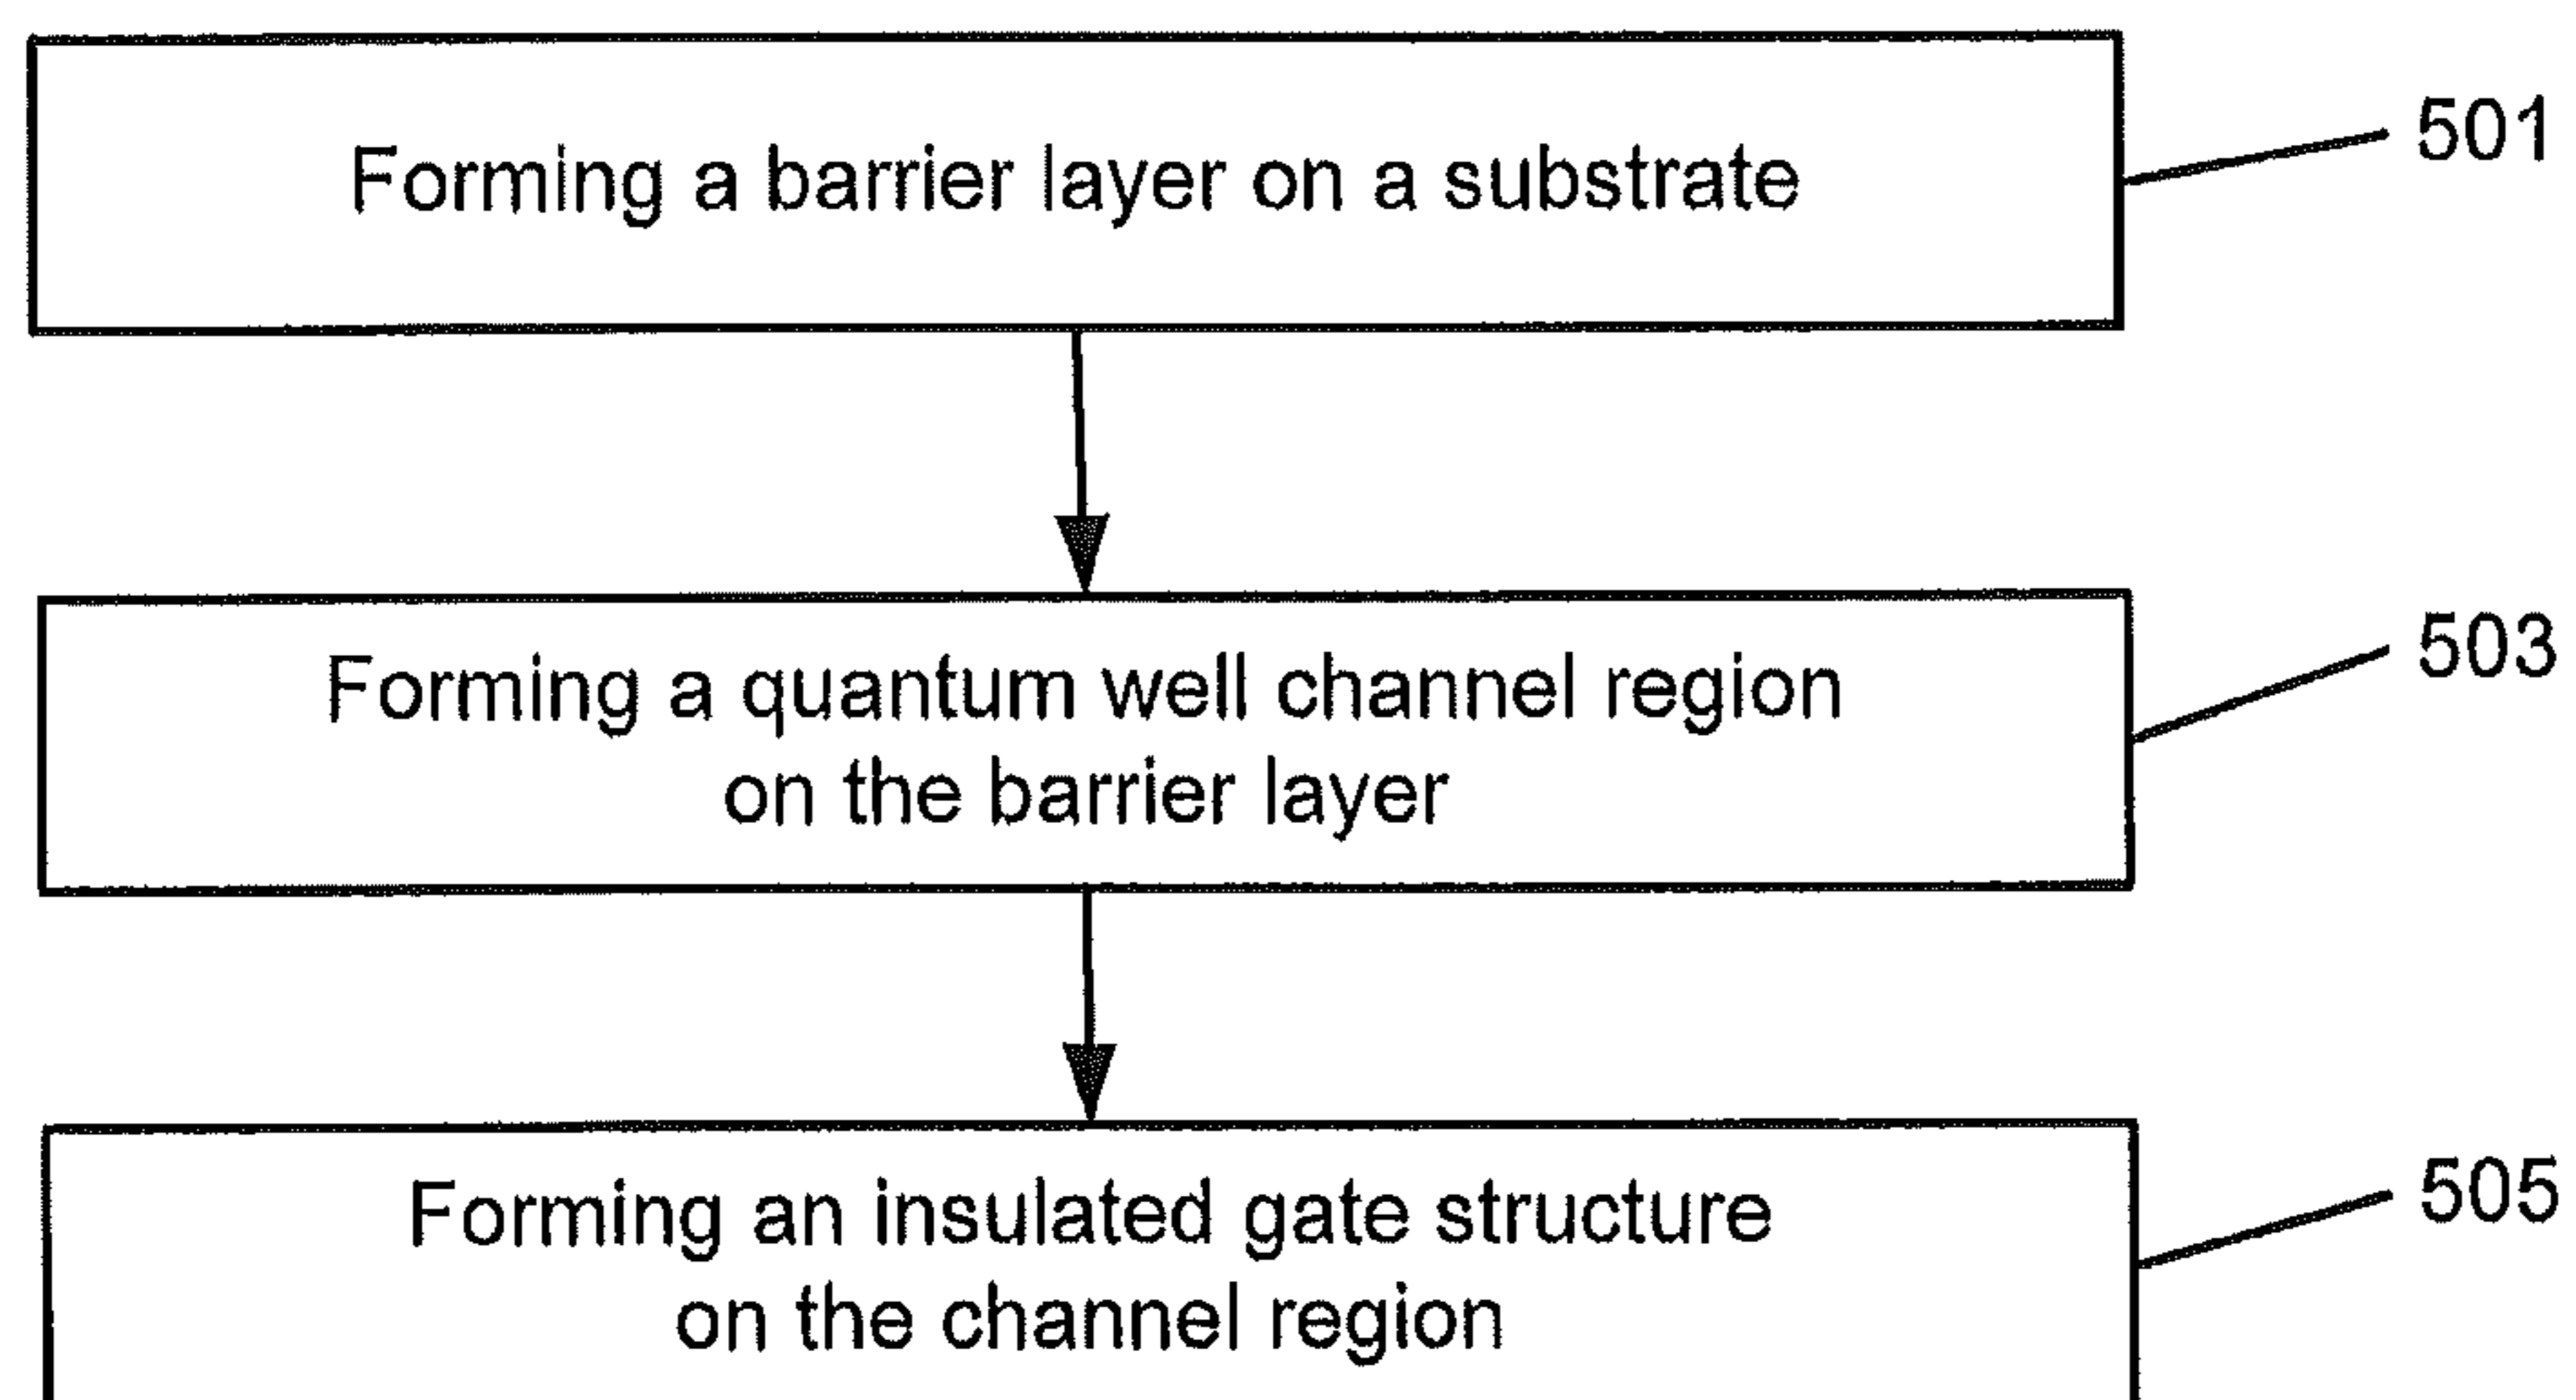 Forming a barrier layer on a substrate
501
Forming a quantum well channel region
on the barrier layer
503
Forming an insulated gate structure
on the channel region
505